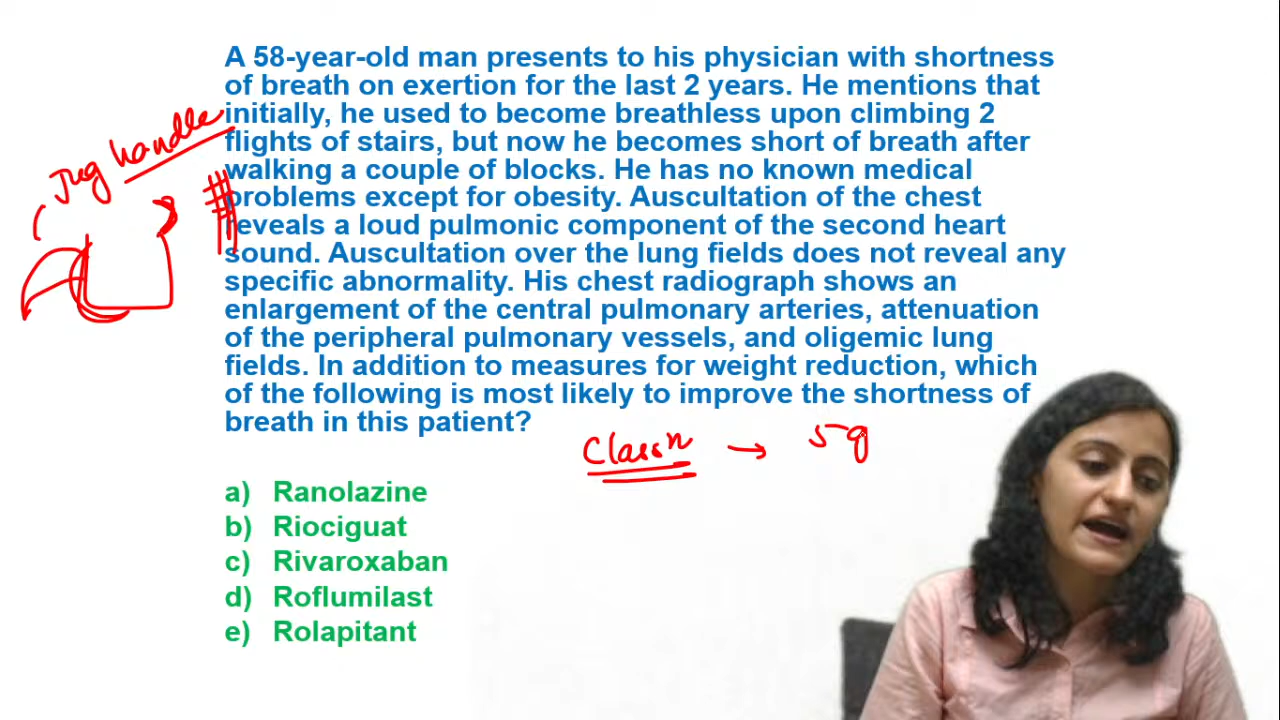 A 58-year-old man presents to his physician with shortness
of breath on exertion for the last 2 years. He mentions that
initially, he used to become breathless upon climbing 2
flights of stairs, but now he becomes short of breath after
walking a couple of blocks. He has no known medical
problems except for obesity. Auscultation of the chest
reveals a loud pulmonic component of the second heart
sound. Auscultation over the lung fields does not reveal any
specific abnormality. His chest radiograph shows an
enlargement of the central pulmonary arteries, attenuation
of the peripheral pulmonary vessels, and oligemic lung
fields. In addition to measures for weight reduction, which
of the following is most likely to improve the shortness of
breath in this patient?
Jug handle
Classⁿ → 5 g
a) Ranolazine
b) Riociguat
c) Rivaroxaban
d) Roflumilast
e) Rolapitant